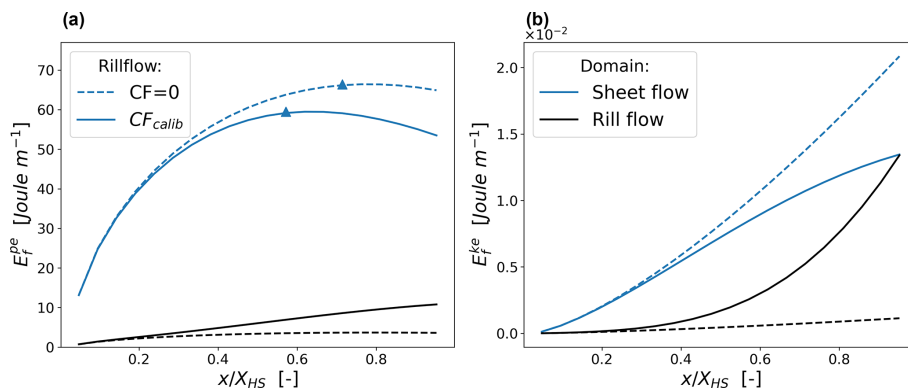 (a)
Rillflow:
CF=0
CF_calib
E_f^pe [Joule m^-1]
70
60
50
40
30
20
10
0
0.2
0.4
0.6
0.8
x/X_HS [-]
(b)
×10^-2
Domain:
Sheet flow
Rill flow
E_f^ke [Joule m^-1]
2.0
1.5
1.0
0.5
0.0
0.2
0.4
0.6
0.8
x/X_HS [-]